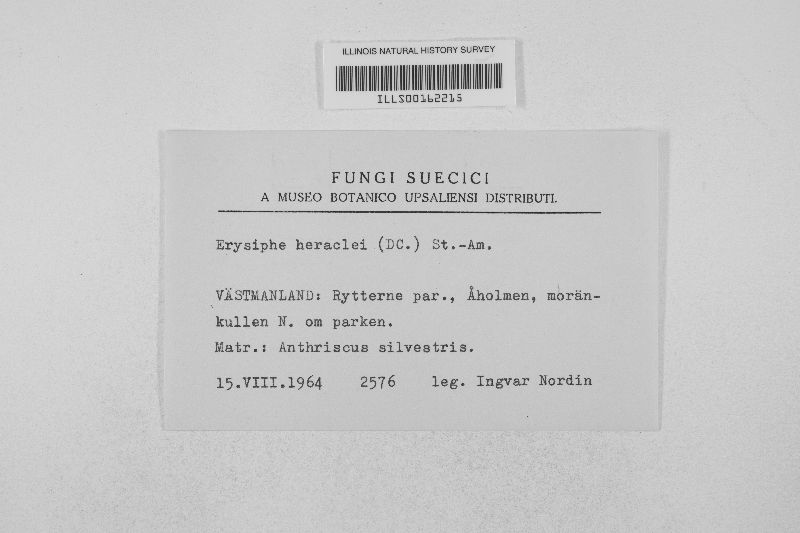 ILLINOIS NATURAL HISTORY SURVEY
ILLS00162215
FUNGI SUECICI
A MUSEO BOTANICO UPSALIENSI DISTRIBUTI.
Erysiphe heraclei (DC.) St.-Am.
VÄSTMANLAND: Rytterne par., Åholmen, morän-
kullen N. om parken.
Matr.: Anthriscus silvestris.
15.VIII.1964 2576 leg. Ingvar Nordin